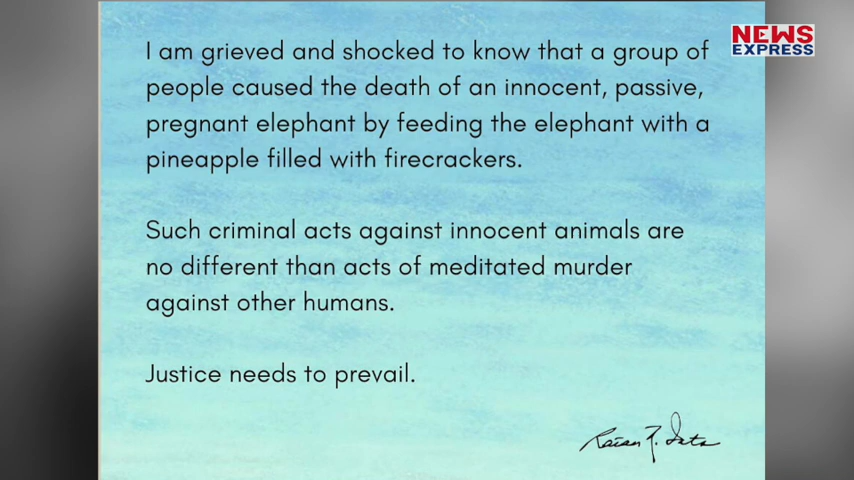 NEWS
EXPRESS
I am grieved and shocked to know that a group of
people caused the death of an innocent, passive,
pregnant elephant by feeding the elephant with a
pineapple filled with firecrackers.
Such criminal acts against innocent animals are
no different than acts of meditated murder
against other humans.
Justice needs to prevail.
Ratan N. Tata